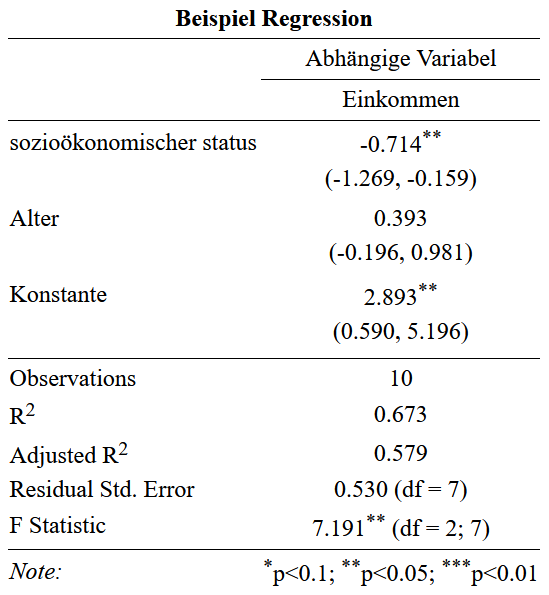 Beispiel Regression
Abhängige Variabel
Einkommen
sozioökonomischer status -0.714**
(-1.269, -0.159)
Alter 0.393
(-0.196, 0.981)
Konstante 2.893**
(0.590, 5.196)
Observations 10
R2 0.673
Adjusted R2 0.579
Residual Std. Error 0.530 (df = 7)
F Statistic 7.191** (df = 2; 7)
Note: *p<0.1; **p<0.05; ***p<0.01